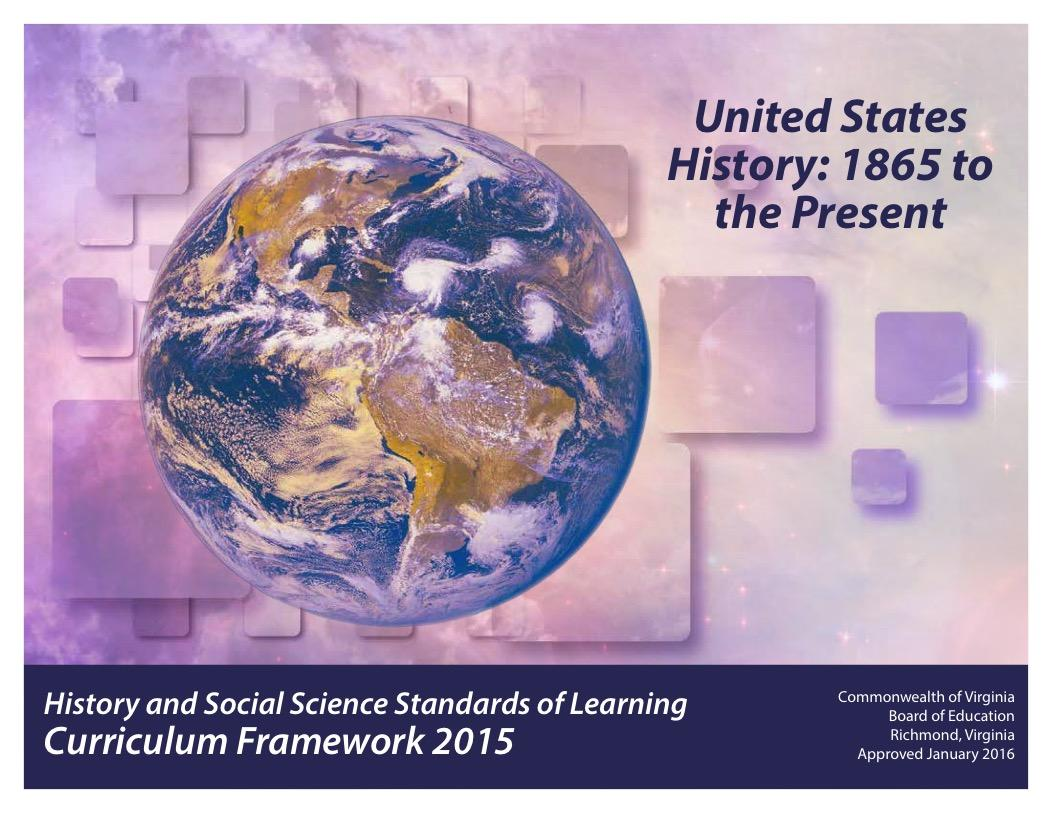 United States
History: 1865 to
the Present
History and Social Science Standards of Learning
Curriculum Framework 2015
Commonwealth of Virginia
Board of Education
Richmond, Virginia
Approved January 2016